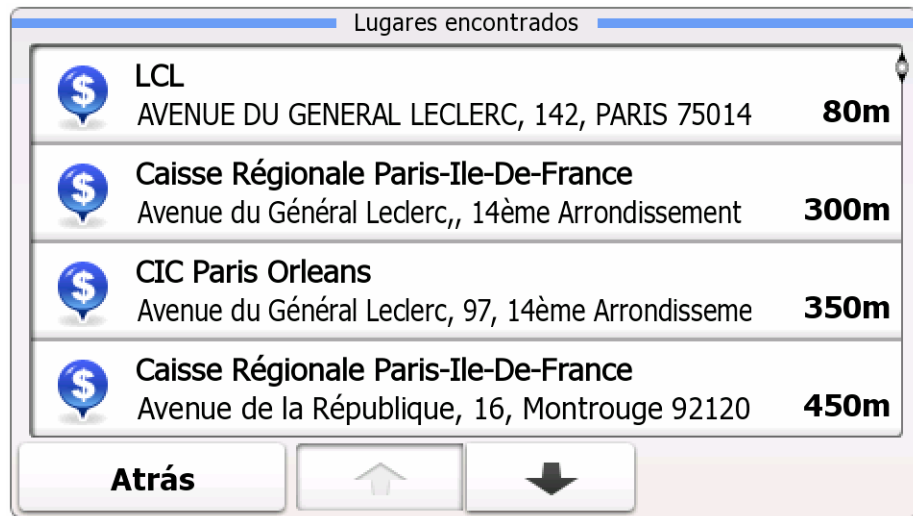 Lugares encontrados
LCL
AVENUE DU GENERAL LECLERC, 142, PARIS 75014
80m
Caisse Régionale Paris-Ile-De-France
Avenue du Général Leclerc,, 14ème Arrondissement
300m
CIC Paris Orleans
Avenue du Général Leclerc, 97, 14ème Arrondisseme
350m
Caisse Régionale Paris-Ile-De-France
Avenue de la République, 16, Montrouge 92120
450m
Atrás